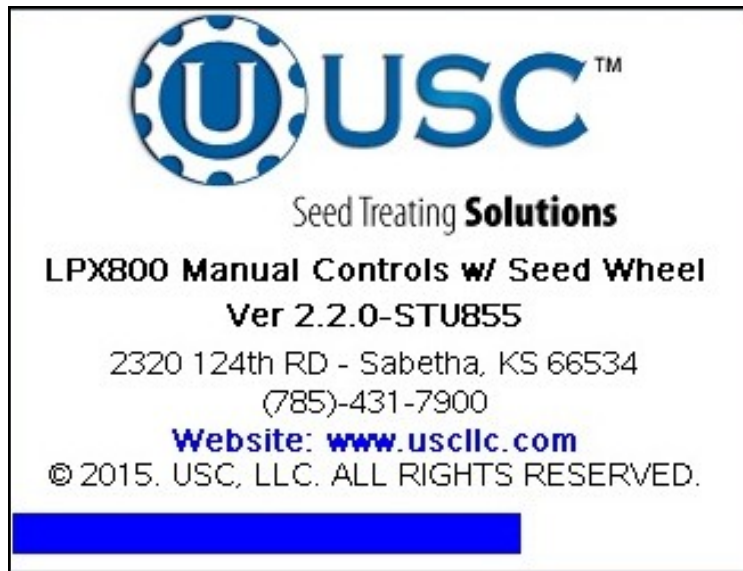 U USC™
Seed Treating Solutions
LPX800 Manual Controls w/ Seed Wheel
Ver 2.2.0-STU855
2320 124th RD - Sabetha, KS 66534
(785)-431-7900
Website: www.uscllc.com
© 2015. USC, LLC. ALL RIGHTS RESERVED.